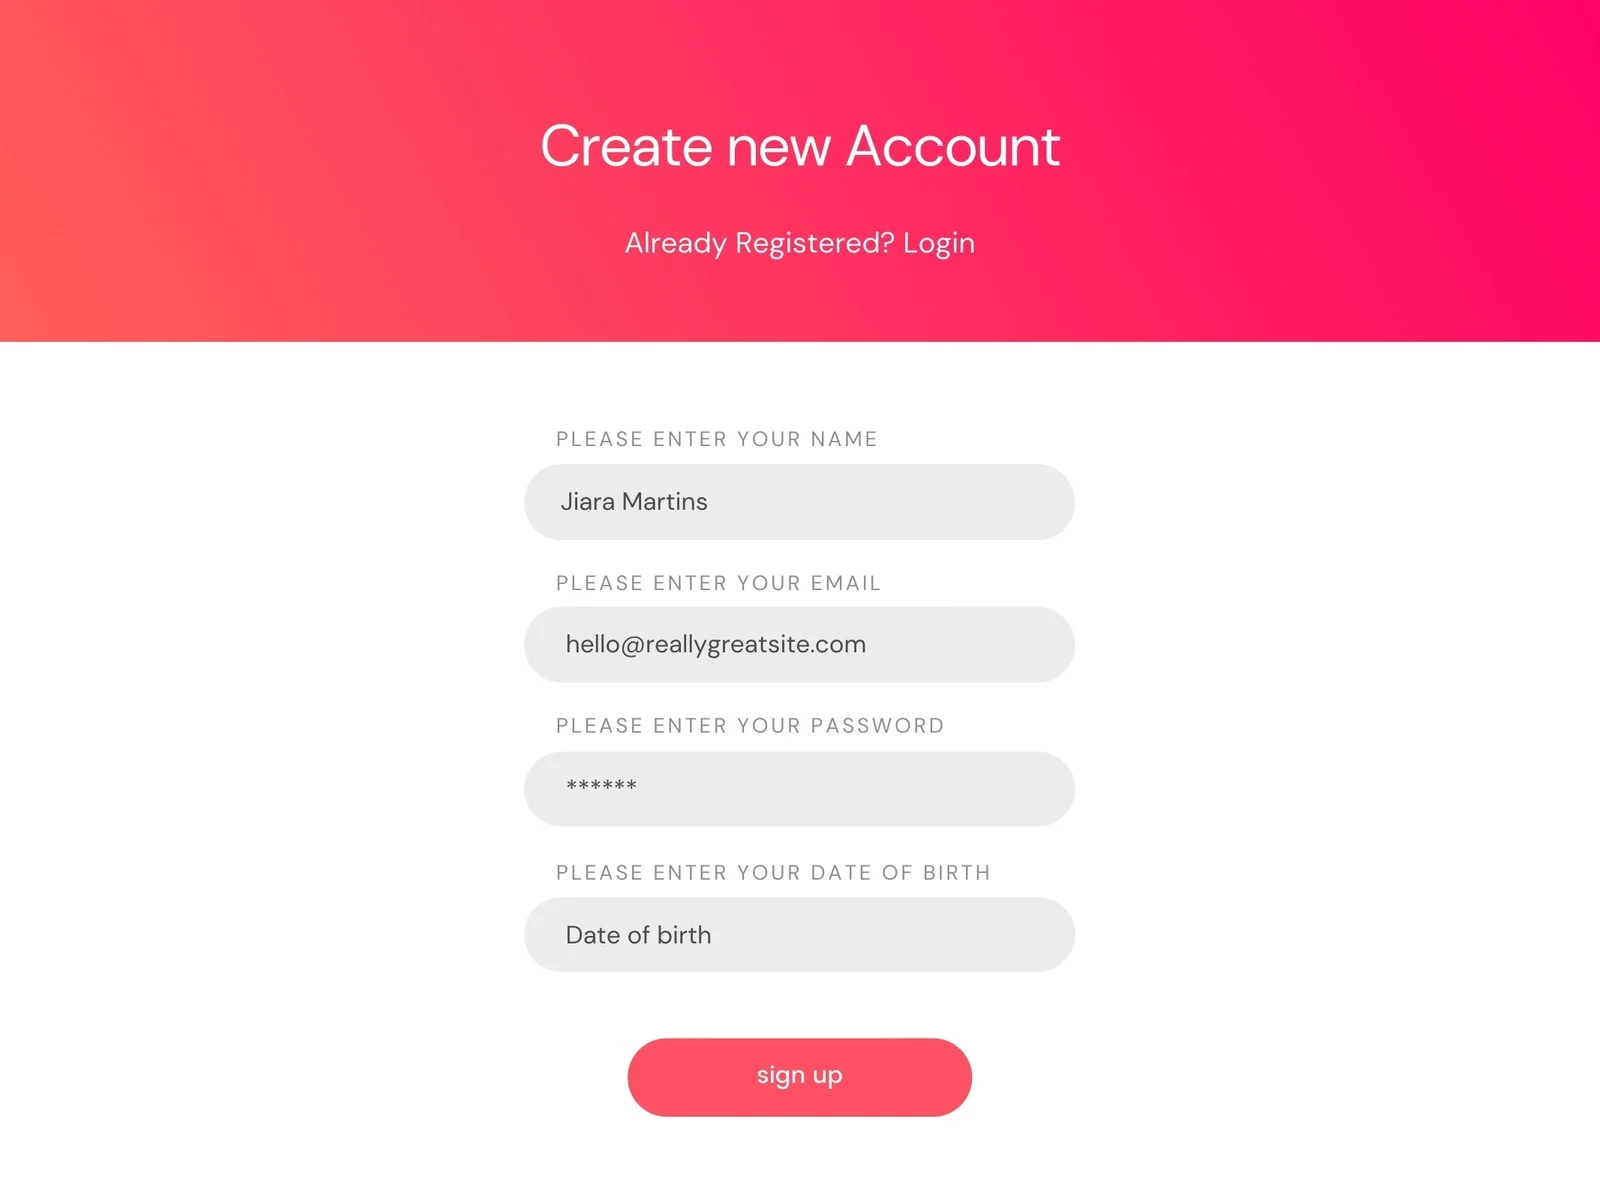 Create new Account
Already Registered? Login
PLEASE ENTER YOUR NAME
Jiara Martins
PLEASE ENTER YOUR EMAIL
hello@reallygreatsite.com
PLEASE ENTER YOUR PASSWORD
******
PLEASE ENTER YOUR DATE OF BIRTH
Date of birth
sign up